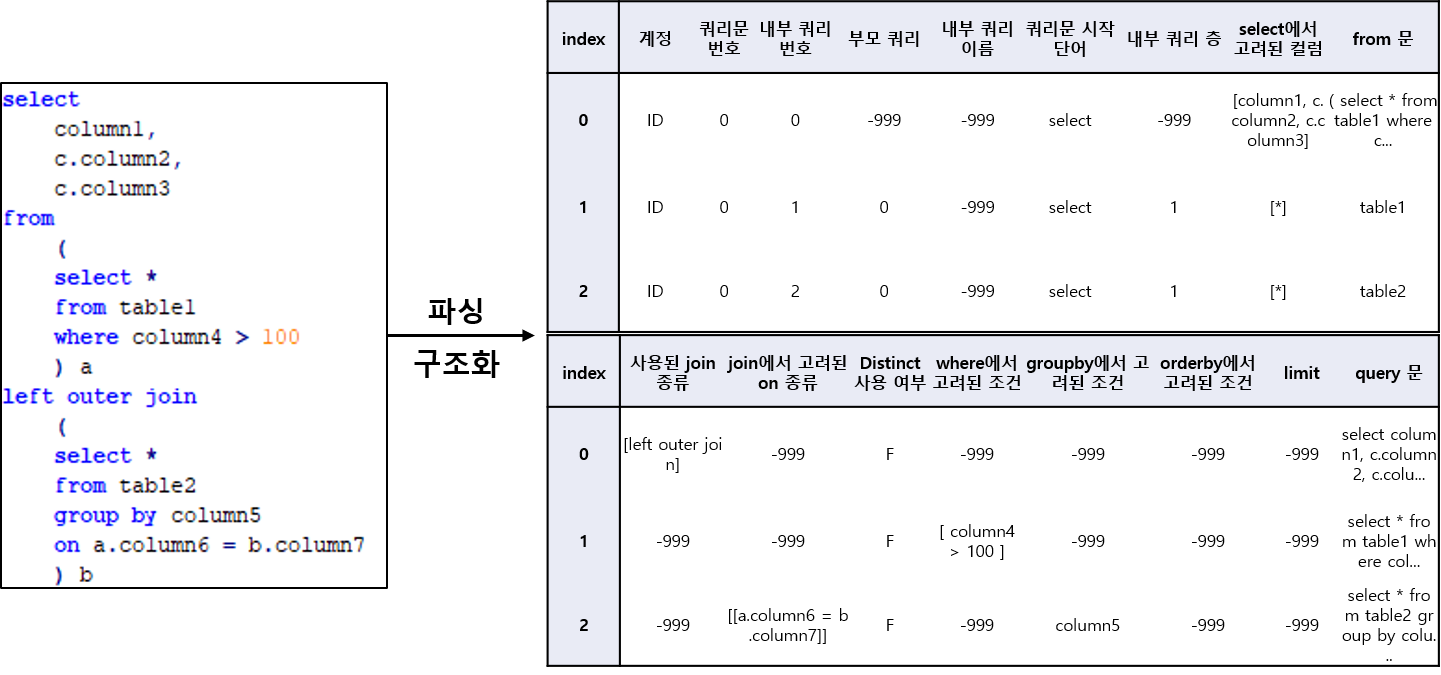 select
column1,
c.column2,
c.column3
from
(
select *
from table1
where column4 > 100
) a
left outer join
(
select *
from table2
group by column5
on a.column6 = b.column7
) b
파싱
구조화
index 계정 쿼리문 번호 내부 쿼리 번호 부모 쿼리 내부 쿼리 이름 쿼리문 시작 단어 내부 쿼리 층 select에서 고려된 컬럼 from 문
0 ID 0 0 -999 -999 select -999 [column1, c.column2, c.column3] ( select * from table1 where c...
1 ID 0 1 0 -999 select 1 [*] table1
2 ID 0 2 0 -999 select 1 [*] table2
index 사용된 join 종류 join에서 고려된 on 종류 Distinct 사용 여부 where에서 고려된 조건 groupby에서 고려된 조건 orderby에서 고려된 조건 limit query 문
0 [left outer join] -999 F -999 -999 -999 -999 select column1, c.column2, c.colu...
1 -999 -999 F [ column4 > 100 ] -999 -999 -999 select * from table1 where col...
2 -999 [[a.column6 = b.column7]] F -999 column5 -999 -999 select * from table2 group by colu...